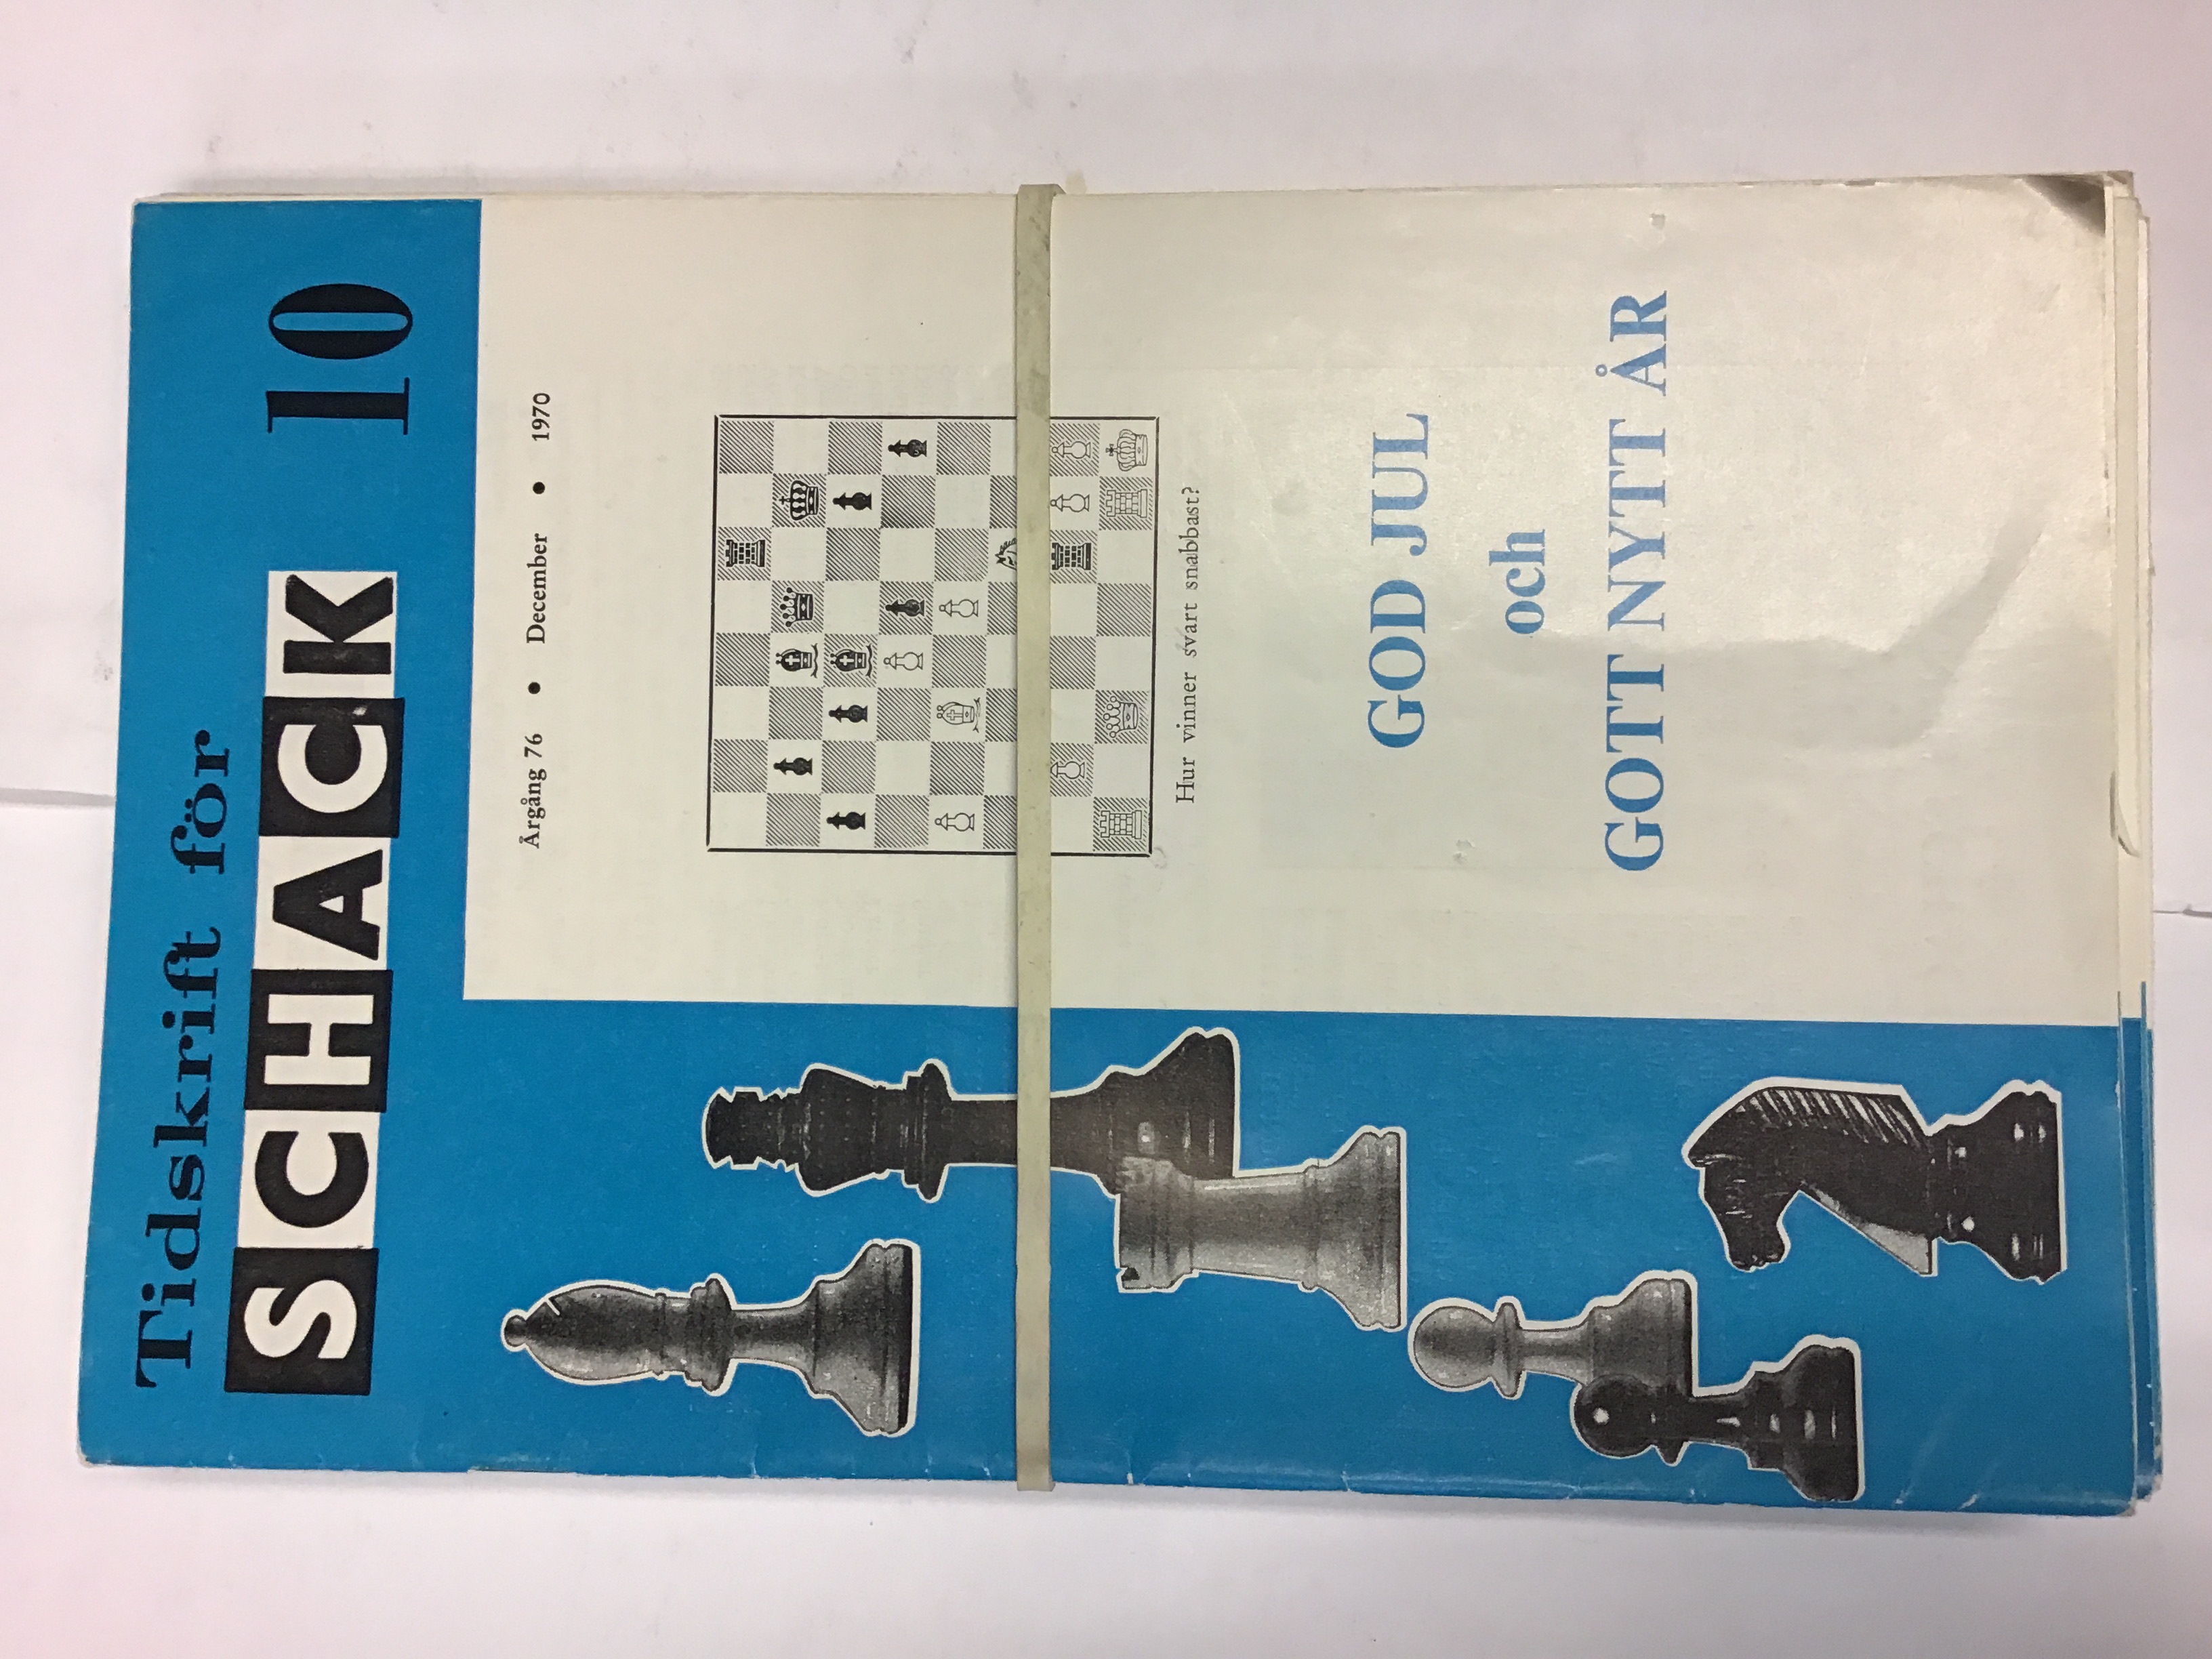 Tidskrift för
SCHACK 10
Årgång 76 • December • 1970
Hur vinner svart snabbast?
GOD JUL
och
GOTT NYTT ÅR